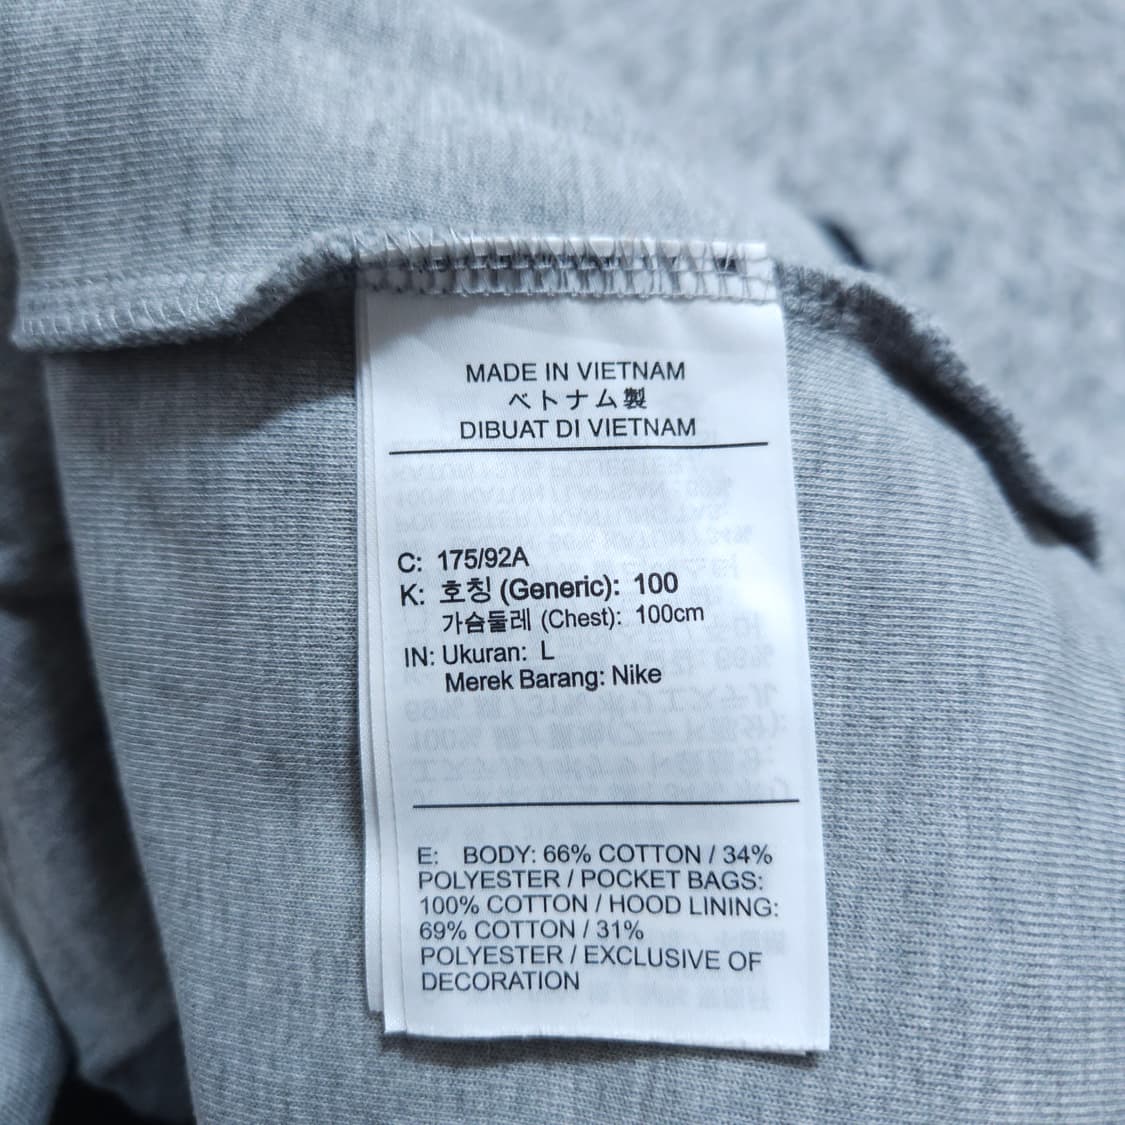 MADE IN VIETNAM
ベトナム製
DIBUAT DI VIETNAM
C: 175/92A
K: 호칭 (Generic): 100
가슴둘레 (Chest): 100cm
IN: Ukuran: L
Merek Barang: Nike
E: BODY: 66% COTTON / 34%
POLYESTER / POCKET BAGS:
100% COTTON / HOOD LINING:
69% COTTON / 31%
POLYESTER / EXCLUSIVE OF
DECORATION